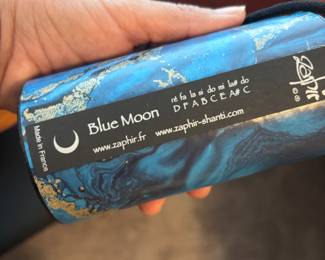 Blue Moon
ré fa la si do mi la# do
D F A B C E A# C
www.zaphir.fr www.zaphir-shanti.com
Zaphir
Made in France